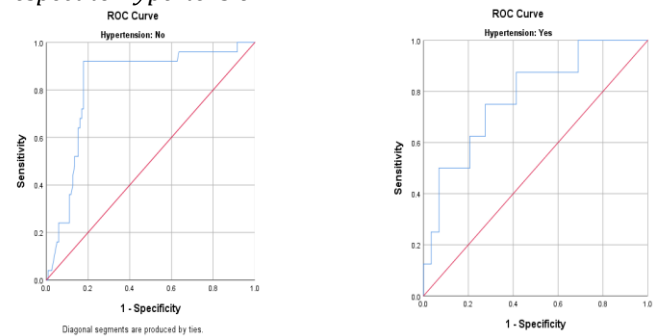 ROC Curve
Hypertension: No
1.0
0.8
0.6
0.4
0.2
0.0
0.0 0.2 0.4 0.6 0.8 1.0
Sensitivity
1 - Specificity
Diagonal segments are produced by ties.
ROC Curve
Hypertension: Yes
1.0
0.8
0.6
0.4
0.2
0.0
0.0 0.2 0.4 0.6 0.8 1.0
Sensitivity
1 - Specificity